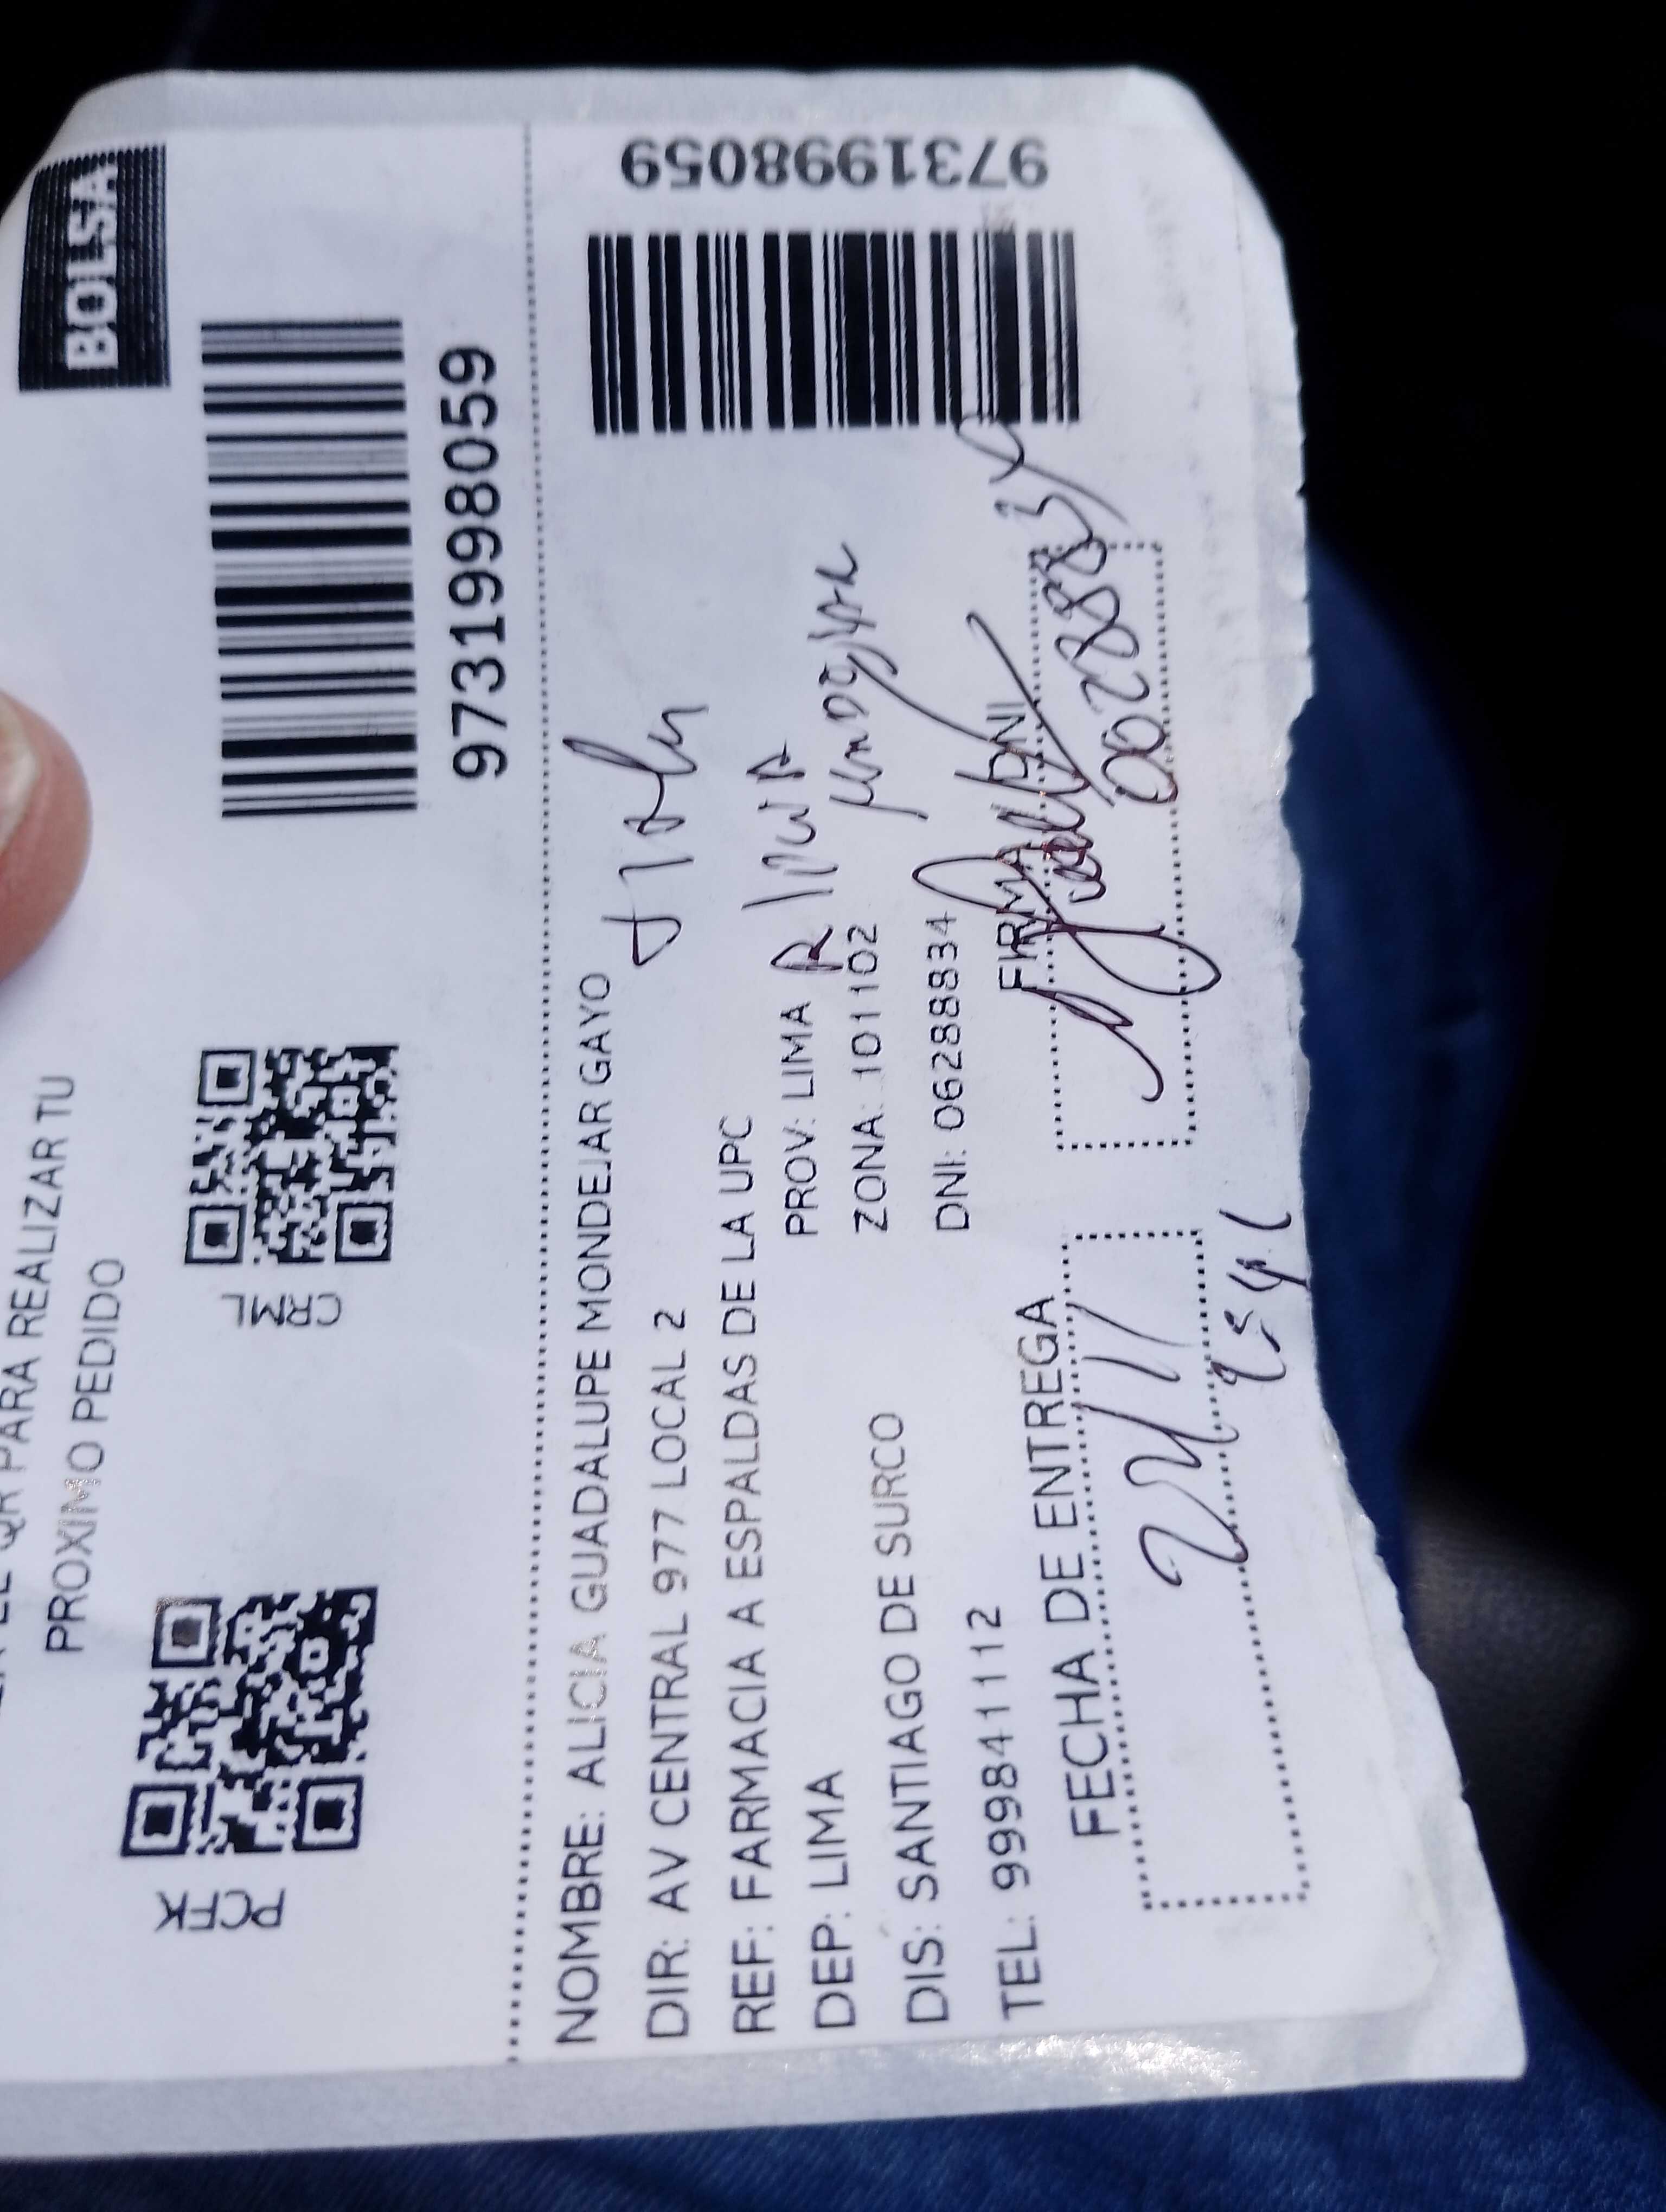 BOLSA
QR PARA REALIZAR TU
PROXIMO PEDIDO
PCFK
CRML
9731998059
9731998059
NOMBRE: ALICIA GUADALUPE MONDEJAR GAYO
DIR: AV CENTRAL 977 LOCAL 2
REF: FARMACIA A ESPALDAS DE LA UPC
DEP: LIMA PROV: LIMA
DIS: SANTIAGO DE SURCO ZONA: 101102
TEL: 999841112 DNI: 06288834
FECHA DE ENTREGA FIRMA / DNI
06288834